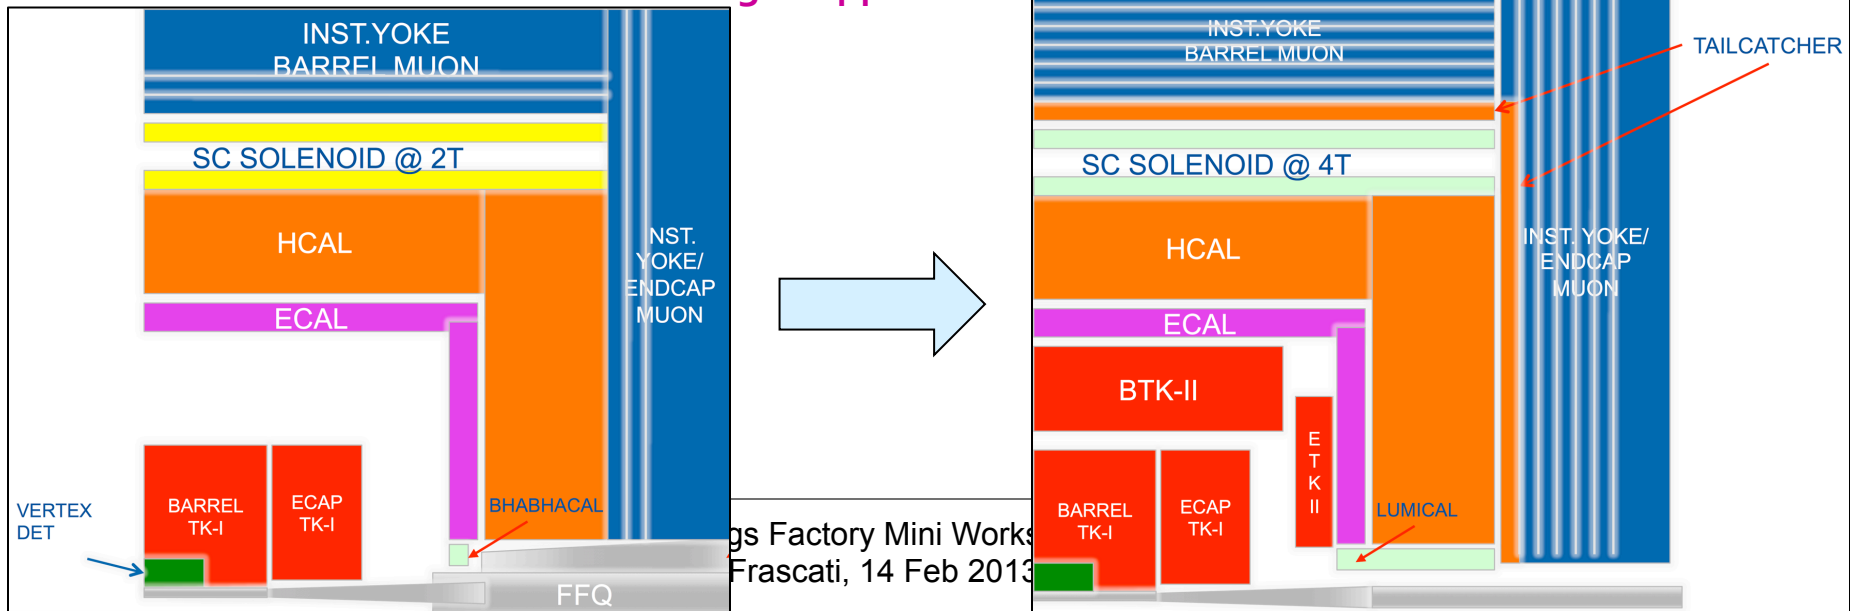 INST.YOKE
BARREL MUON
SC SOLENOID @ 2T
HCAL
NST.
YOKE/
ENDCAP
MUON
ECAL
BARREL
TK-I
ECAP
TK-I
BHABHACAL
VERTEX
DET
FFQ
gs Factory Mini Works
Frascati, 14 Feb 2013
INST.YOKE
BARREL MUON
TAILCATCHER
SC SOLENOID @ 4T
HCAL
INST. YOKE/
ENDCAP
MUON
ECAL
BTK-II
E
T
K
II
BARREL
TK-I
ECAP
TK-I
LUMICAL